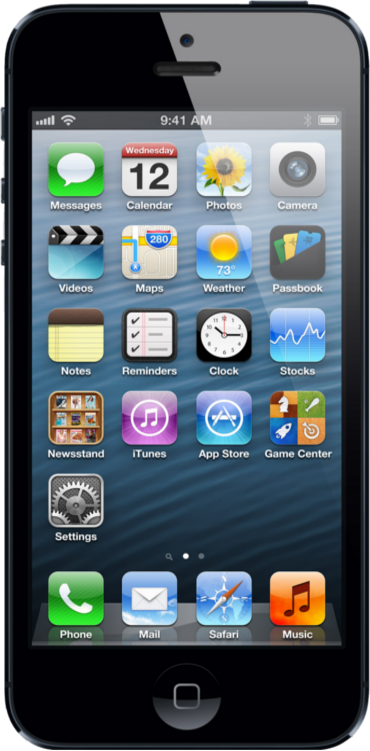 9:41 AM
Wednesday
12
Messages Calendar Photos Camera
280
73°
Videos Maps Weather Passbook
Notes Reminders Clock Stocks
Newsstand iTunes App Store Game Center
Settings
Phone Mail Safari Music